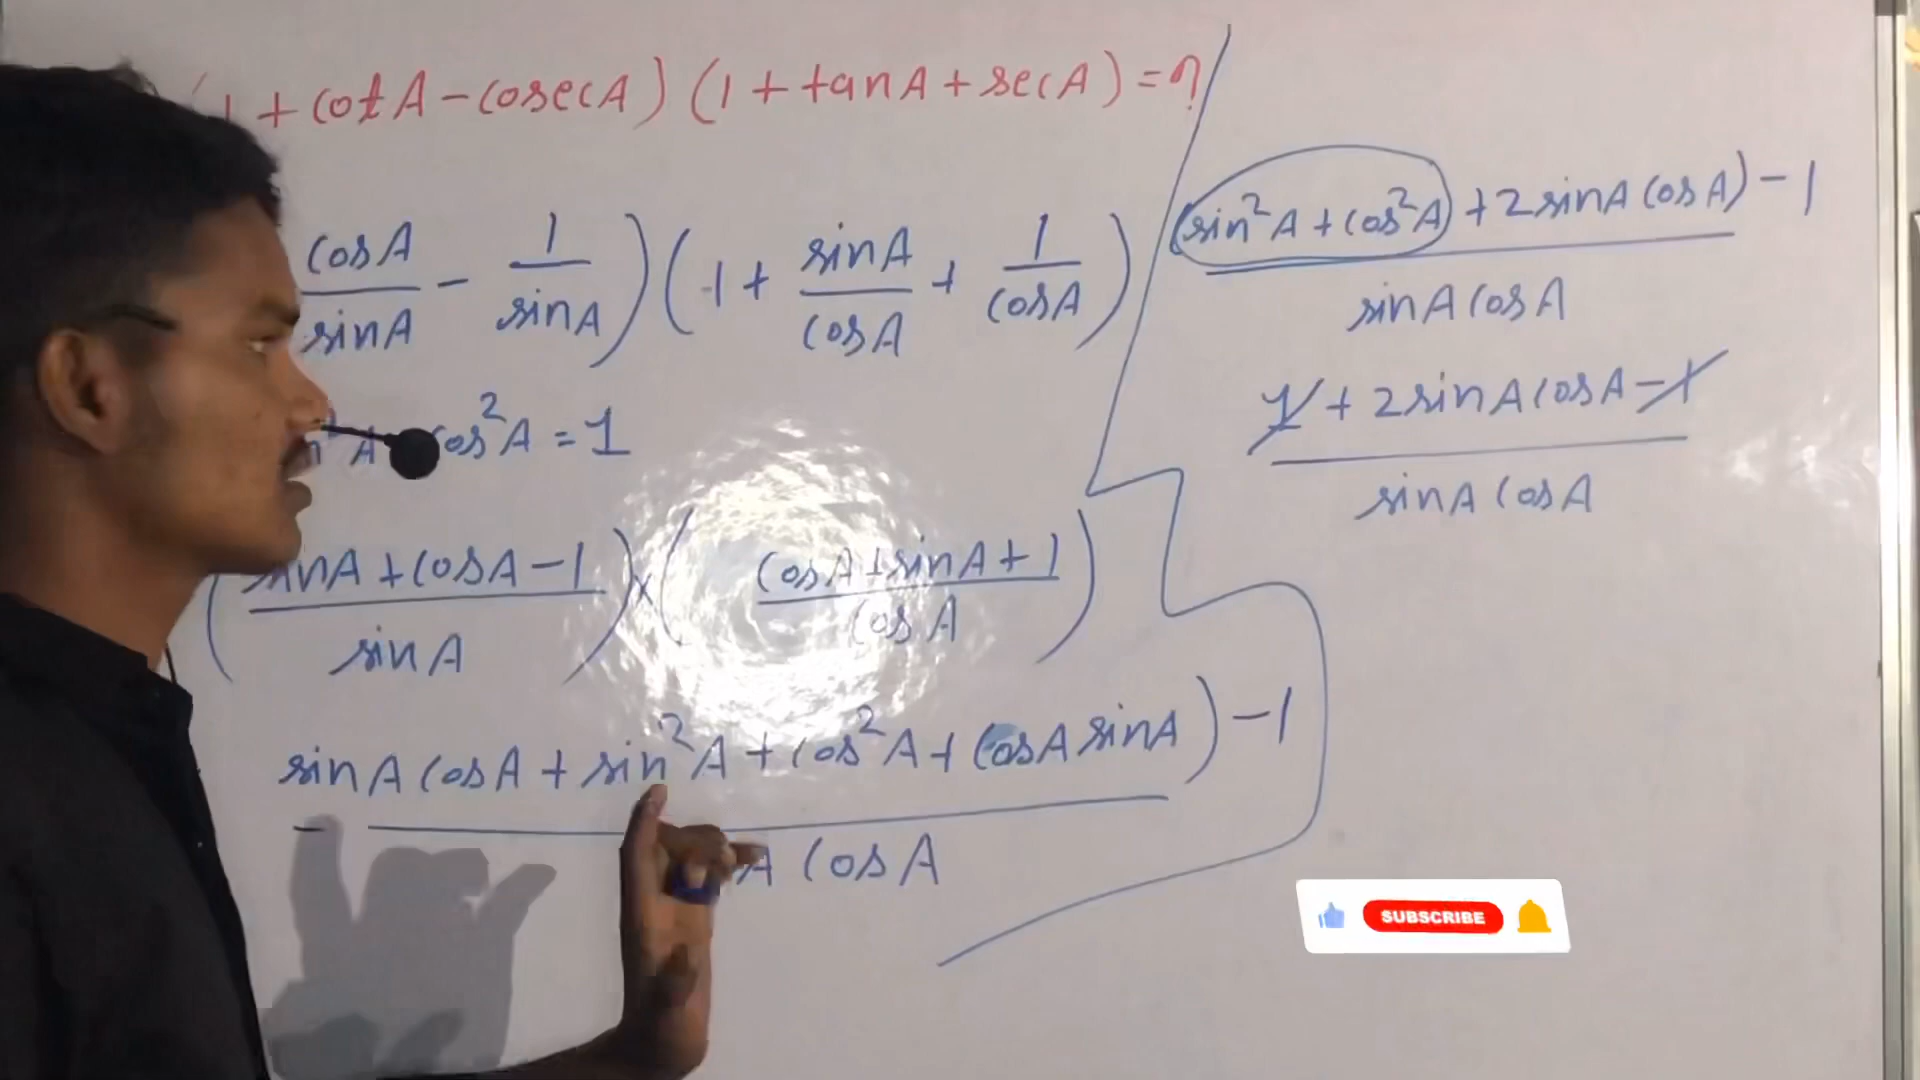 1 + cotA - cosecA) (1 + tanA + secA) = ?
cosA/sinA - 1/sinA) (1 + sinA/cosA + 1/cosA)
A cos²A = 1
(sinA + cosA - 1/sinA) × (cosA + sinA + 1/cosA)
sinA cosA + sin²A + cos²A + cosA sinA) - 1
A cosA
sin²A + cos²A + 2sinA cosA) - 1
sinA cosA
1 + 2sinA cosA - 1
sinA cosA
SUBSCRIBE